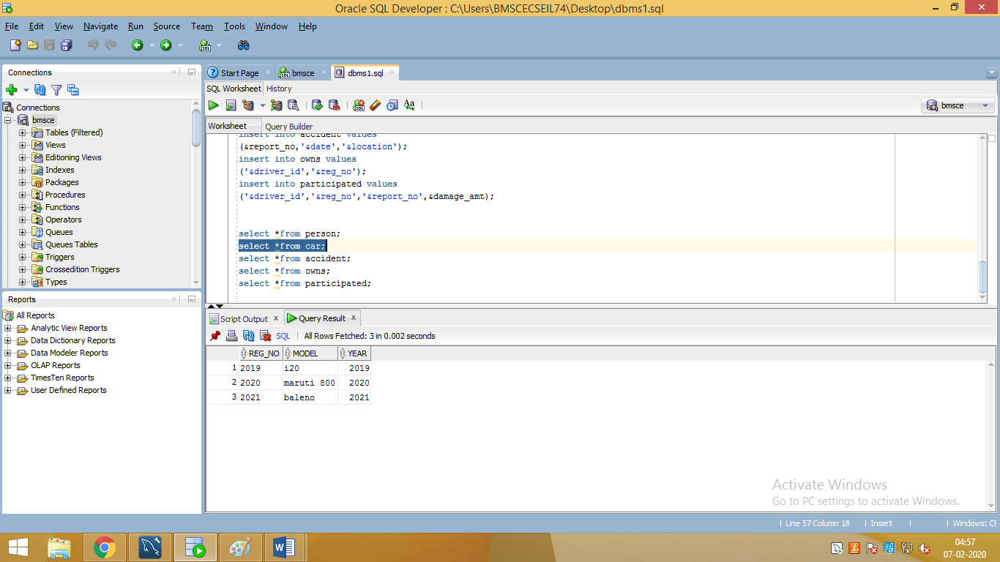 Oracle SQL Developer : C:\Users\BMSCECSEIL74\Desktop\dbms1.sql
File Edit View Navigate Run Source Team Tools Window Help
Connections
Connections
bmsce
Tables (Filtered)
Views
Editioning Views
Indexes
Packages
Procedures
Functions
Operators
Queues
Queues Tables
Triggers
Crossedition Triggers
Types
Reports
All Reports
Analytic View Reports
Data Dictionary Reports
Data Modeler Reports
OLAP Reports
TimesTen Reports
User Defined Reports
Start Page bmsce dbms1.sql
SQL Worksheet History
bmsce
Worksheet Query Builder
insert into accident values
(&report_no,'&date','&location');
insert into owns values
('&driver_id','&reg_no');
insert into participated values
('&driver_id','&reg_no','&report_no',&damage_amt);
select *from person;
select *from car;
select *from accident;
select *from owns;
select *from participated;
Script Output x Query Result x
SQL | All Rows Fetched: 3 in 0.002 seconds
REG_NO MODEL YEAR
1 2019 i20 2019
2 2020 maruti 800 2020
3 2021 baleno 2021
Activate Windows
Go to PC settings to activate Windows.
| Line 57 Column 18 | Insert | | Windows: CF
04:57
07-02-2020